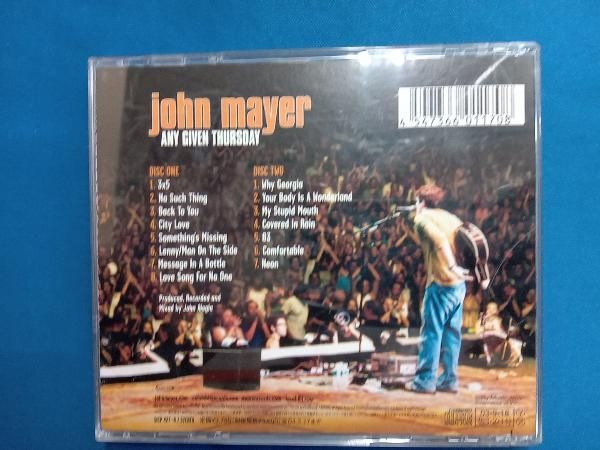 john mayer
ANY GIVEN THURSDAY
4 547366 011708
DISC ONE
1. 3x5
2. No Such Thing
3. Back To You
4. City Love
5. Something's Missing
6. Lenny/Man On The Side
7. Message In A Bottle
8. Love Song For No One
Produced, Recorded and
Mixed by John Alagia
DISC TWO
1. Why Georgia
2. Your Body Is A Wonderland
3. My Stupid Mouth
4. Covered In Rain
5. 83
6. Comfortable
7. Neon